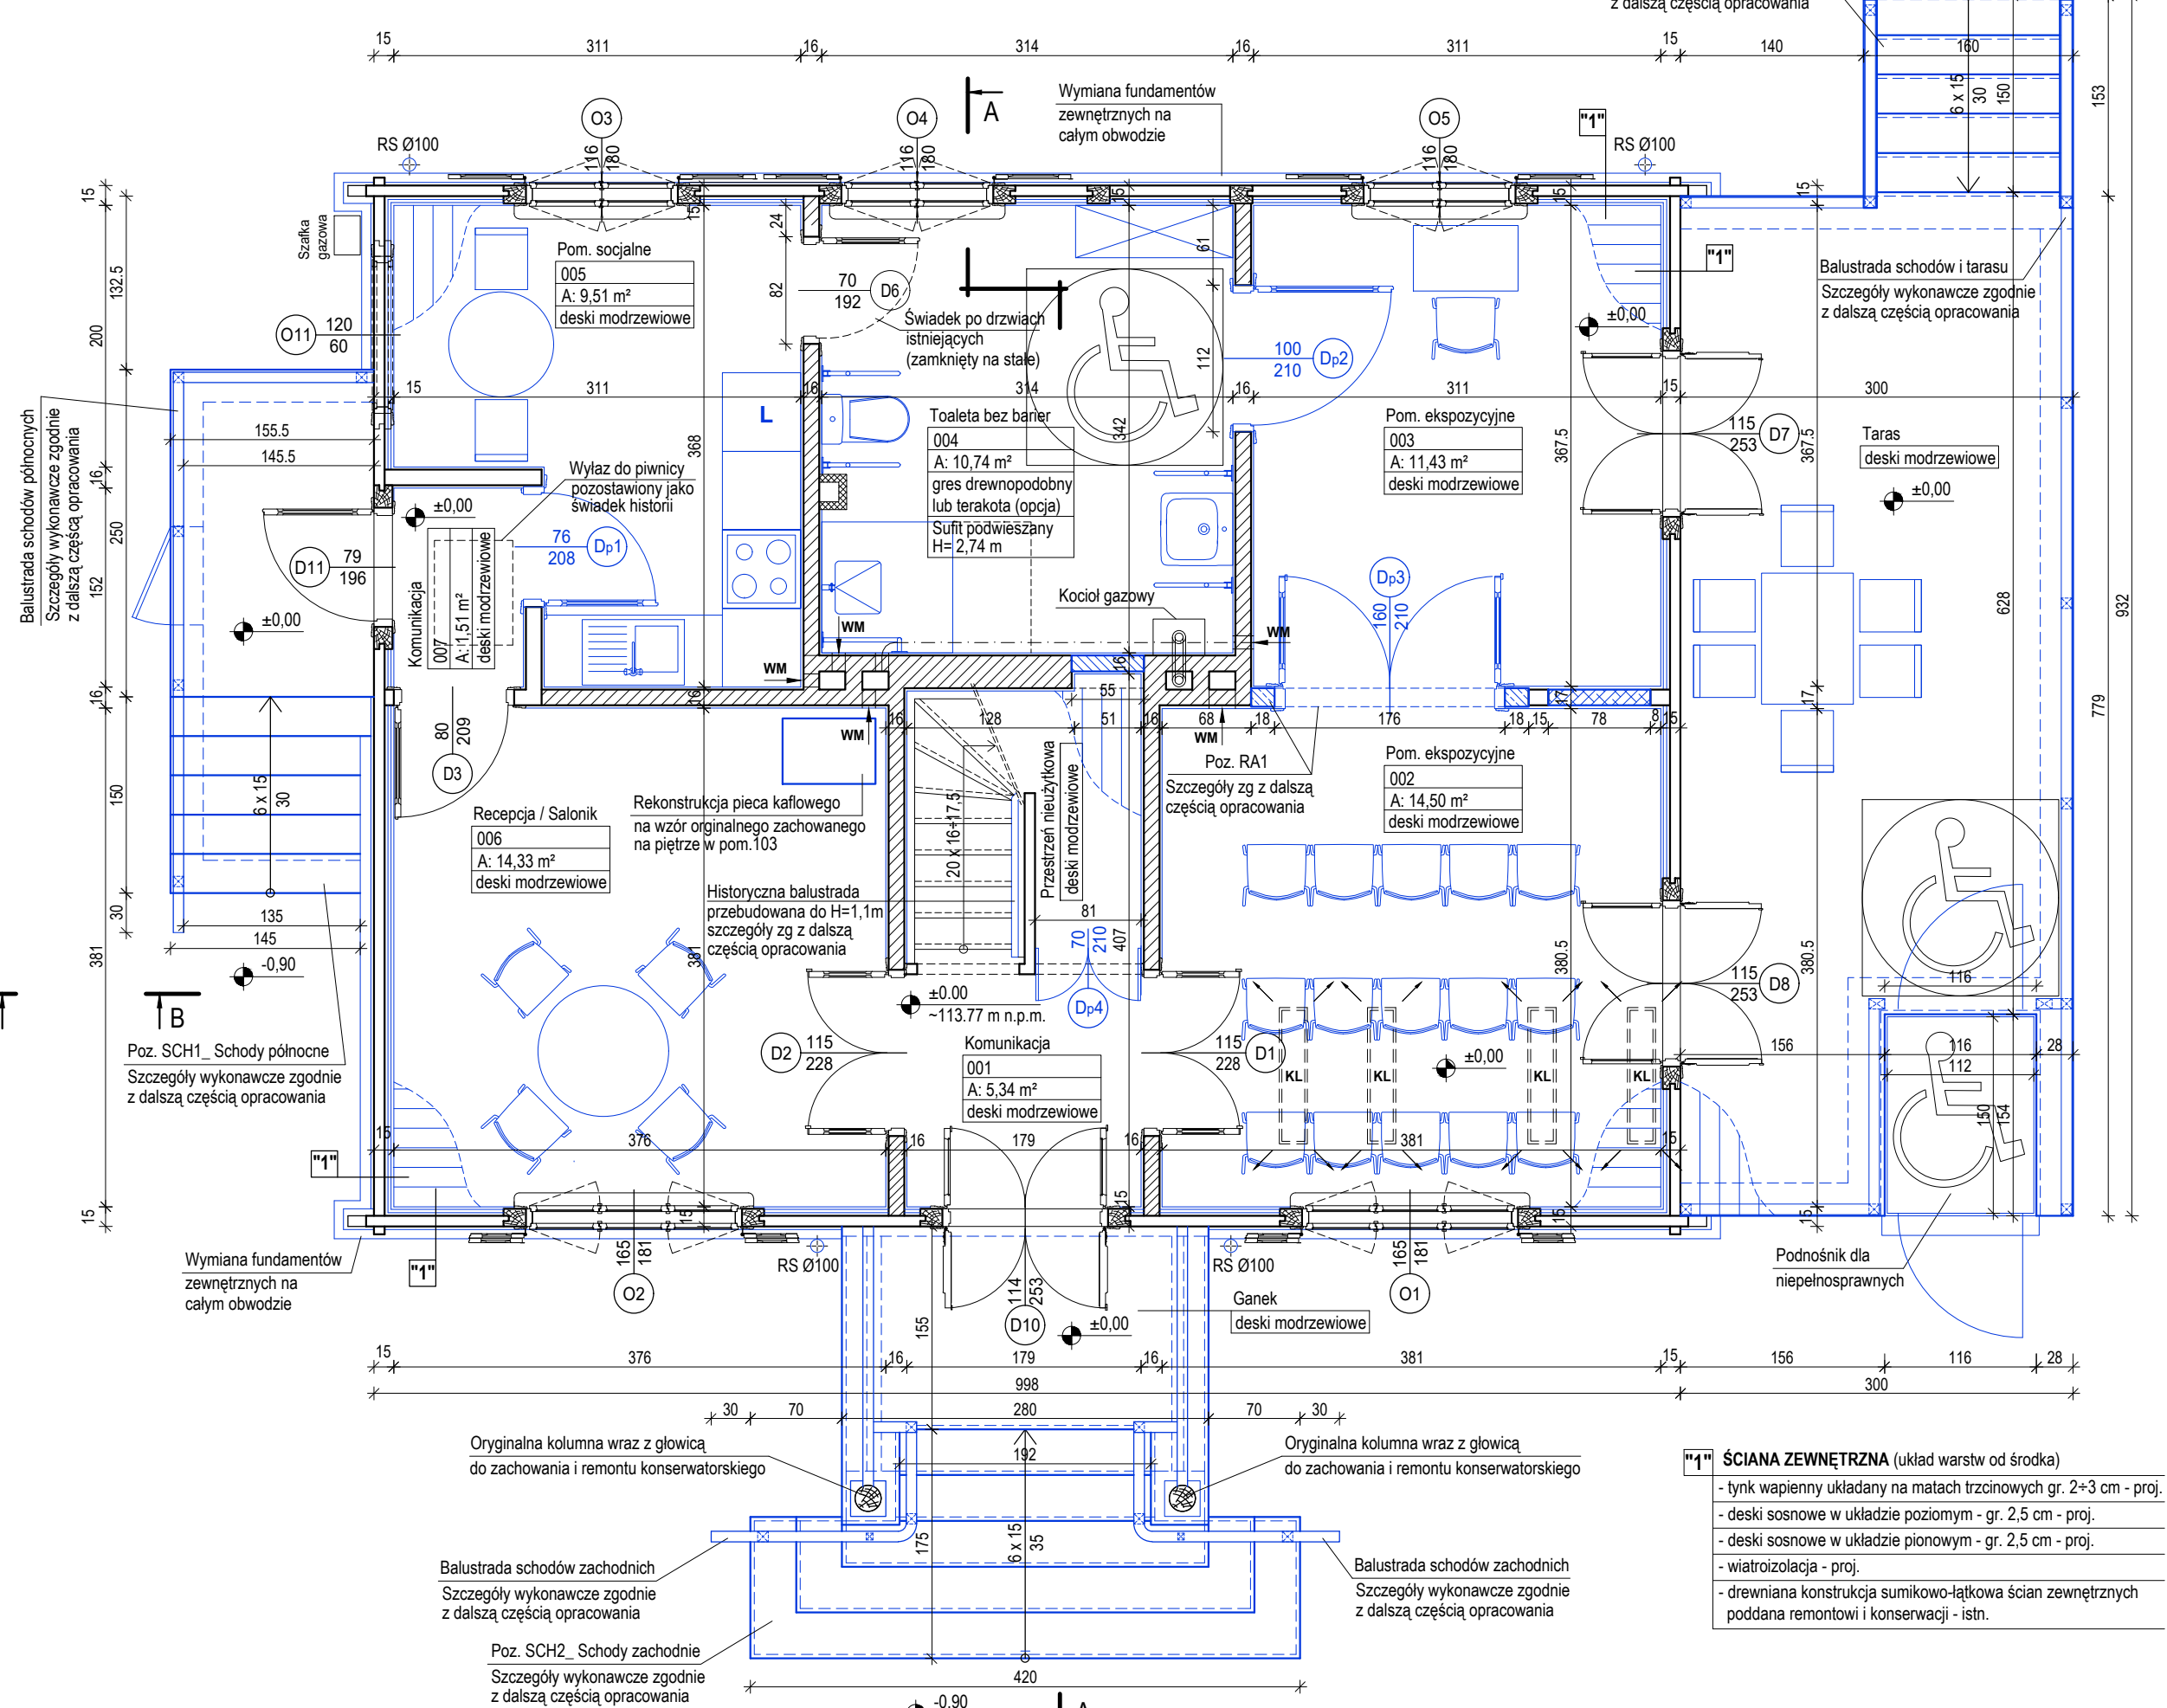 z dalszą częścią opracowania
15 311 16 314 16 311 15 140 160
Wymiana fundamentów
zewnętrznych na
całym obwodzie
A
O3
116
180
O4
116
180
O5
116
180
"1"
RS Ø100
RS Ø100
6 x 15
30
150
153
15
132.5
200
Szafka
gazowa
Pom. socjalne
005
A: 9,51 m²
deski modrzewiowe
24
82
70
192
D6
Świadek po drzwiach
istniejących
(zamknięty na stałe)
61
112
100
210
Dp2
±0,00
"1"
Balustrada schodów i tarasu
Szczegóły wykonawcze zgodnie
z dalszą częścią opracowania
O11
120
60
15 311 16 314 16 311 15 300
L
368
342
Toaleta bez barier
004
A: 10,74 m²
gres drewnopodobny
lub terakota (opcja)
Sufit podwieszany
H= 2,74 m
Pom. ekspozycyjne
003
A: 11,43 m²
deski modrzewiowe
367.5
367.5
115
253
D7
Taras
deski modrzewiowe
±0,00
Balustrada schodów północnych
Szczegóły wykonawcze zgodnie
z dalszą częścią opracowania
155.5
145.5
16
250
152
Wyłaz do piwnicy
pozostawiony jako
świadek historii
±0,00
76
208
Dp1
D11
79
196
Komunikacja
007
A: 1,51 m²
deski modrzewiowe
±0,00
Kocioł gazowy
Dp3
160
210
WM
WM
WM
WM
WM
628
932
779
16
80
209
D3
55
16 128 51 16 68 18 176 18 15 78 8 15
17
17
Poz. RA1
Szczegóły zg z dalszą
częścią opracowania
Pom. ekspozycyjne
002
A: 14,50 m²
deski modrzewiowe
6 x 15
30
150
30
381
Recepcja / Salonik
006
A: 14,33 m²
deski modrzewiowe
Rekonstrukcja pieca kaflowego
na wzór orginalnego zachowanego
na piętrze w pom.103
20 x 16÷17,5
Przestrzeń nieużytkowa
deski modrzewiowe
Historyczna balustrada
przebudowana do H=1,1m
szczegóły zg z dalszą
częścią opracowania
381
81
70
210
407
Dp4
135
145
-0,90
B
Poz. SCH1_ Schody północne
Szczegóły wykonawcze zgodnie
z dalszą częścią opracowania
±0.00
~113.77 m n.p.m.
D2
115
228
Komunikacja
001
A: 5,34 m²
deski modrzewiowe
115
228
D1
KL
KL
KL
KL
±0,00
380.5
380.5
115
253
D8
116
156 116 28
112
150
154
15 376 16 179 16 381 15
"1"
15
"1"
Wymiana fundamentów
zewnętrznych na
całym obwodzie
165
181
O2
RS Ø100
114
253
D10
±0,00
RS Ø100
165
181
O1
Ganek
deski modrzewiowe
Podnośnik dla
niepełnosprawnych
155
15 376 16 179 16 381 15 156 116 28
998 300
30 70 280 70 30
192
Oryginalna kolumna wraz z głowicą
do zachowania i remontu konserwatorskiego
Oryginalna kolumna wraz z głowicą
do zachowania i remontu konserwatorskiego
175
6 x 15
35
Balustrada schodów zachodnich
Szczegóły wykonawcze zgodnie
z dalszą częścią opracowania
Balustrada schodów zachodnich
Szczegóły wykonawcze zgodnie
z dalszą częścią opracowania
Poz. SCH2_ Schody zachodnie
Szczegóły wykonawcze zgodnie
z dalszą częścią opracowania
420
-0,90
"1" ŚCIANA ZEWNĘTRZNA (układ warstw od środka)
- tynk wapienny układany na matach trzcinowych gr. 2÷3 cm - proj.
- deski sosnowe w układzie poziomym - gr. 2,5 cm - proj.
- deski sosnowe w układzie pionowym - gr. 2,5 cm - proj.
- wiatroizolacja - proj.
- drewniana konstrukcja sumikowo-łątkowa ścian zewnętrznych
poddana remontowi i konserwacji - istn.